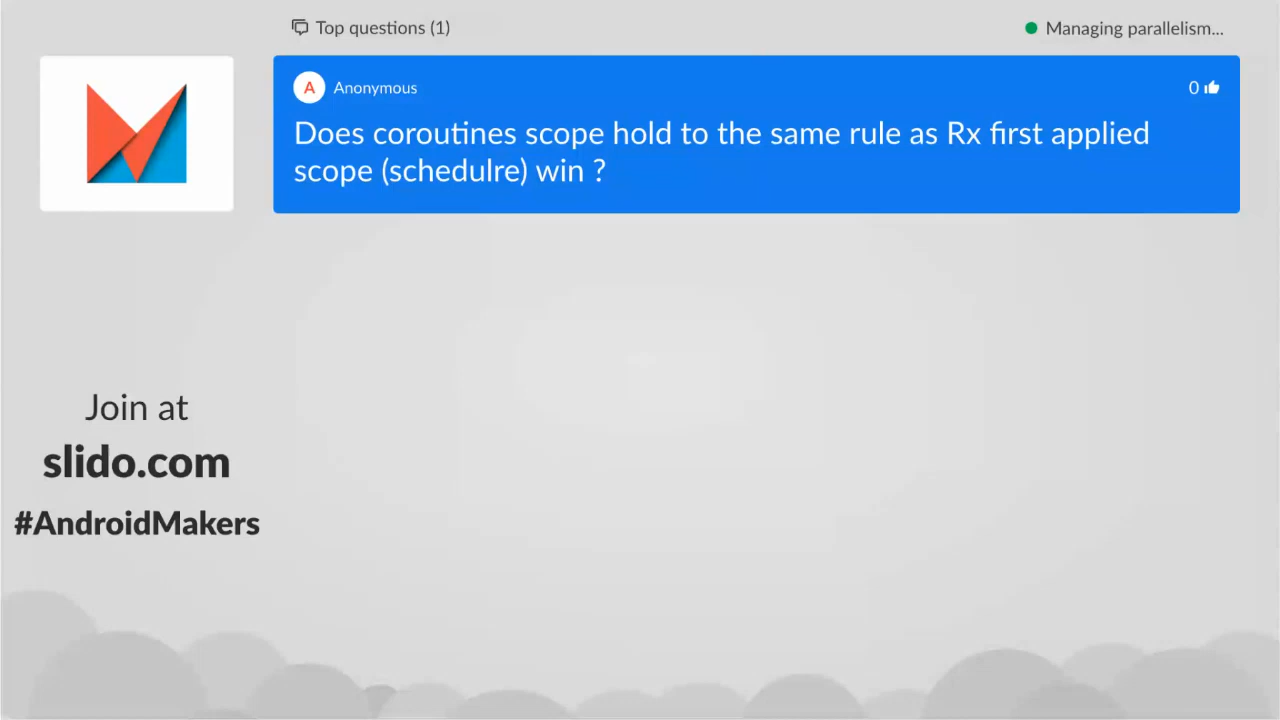 Top questions (1)
Managing parallelism...
A
Anonymous
0
Does coroutines scope hold to the same rule as Rx first applied
scope (schedulre) win ?
Join at
slido.com
#AndroidMakers